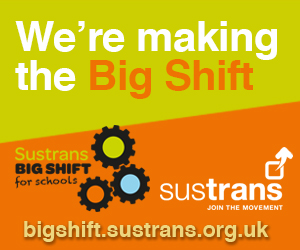 We're making
the Big Shift
Sustrans
BIG SHIFT
for schools
sustrans
JOIN THE MOVEMENT
bigshift.sustrans.org.uk